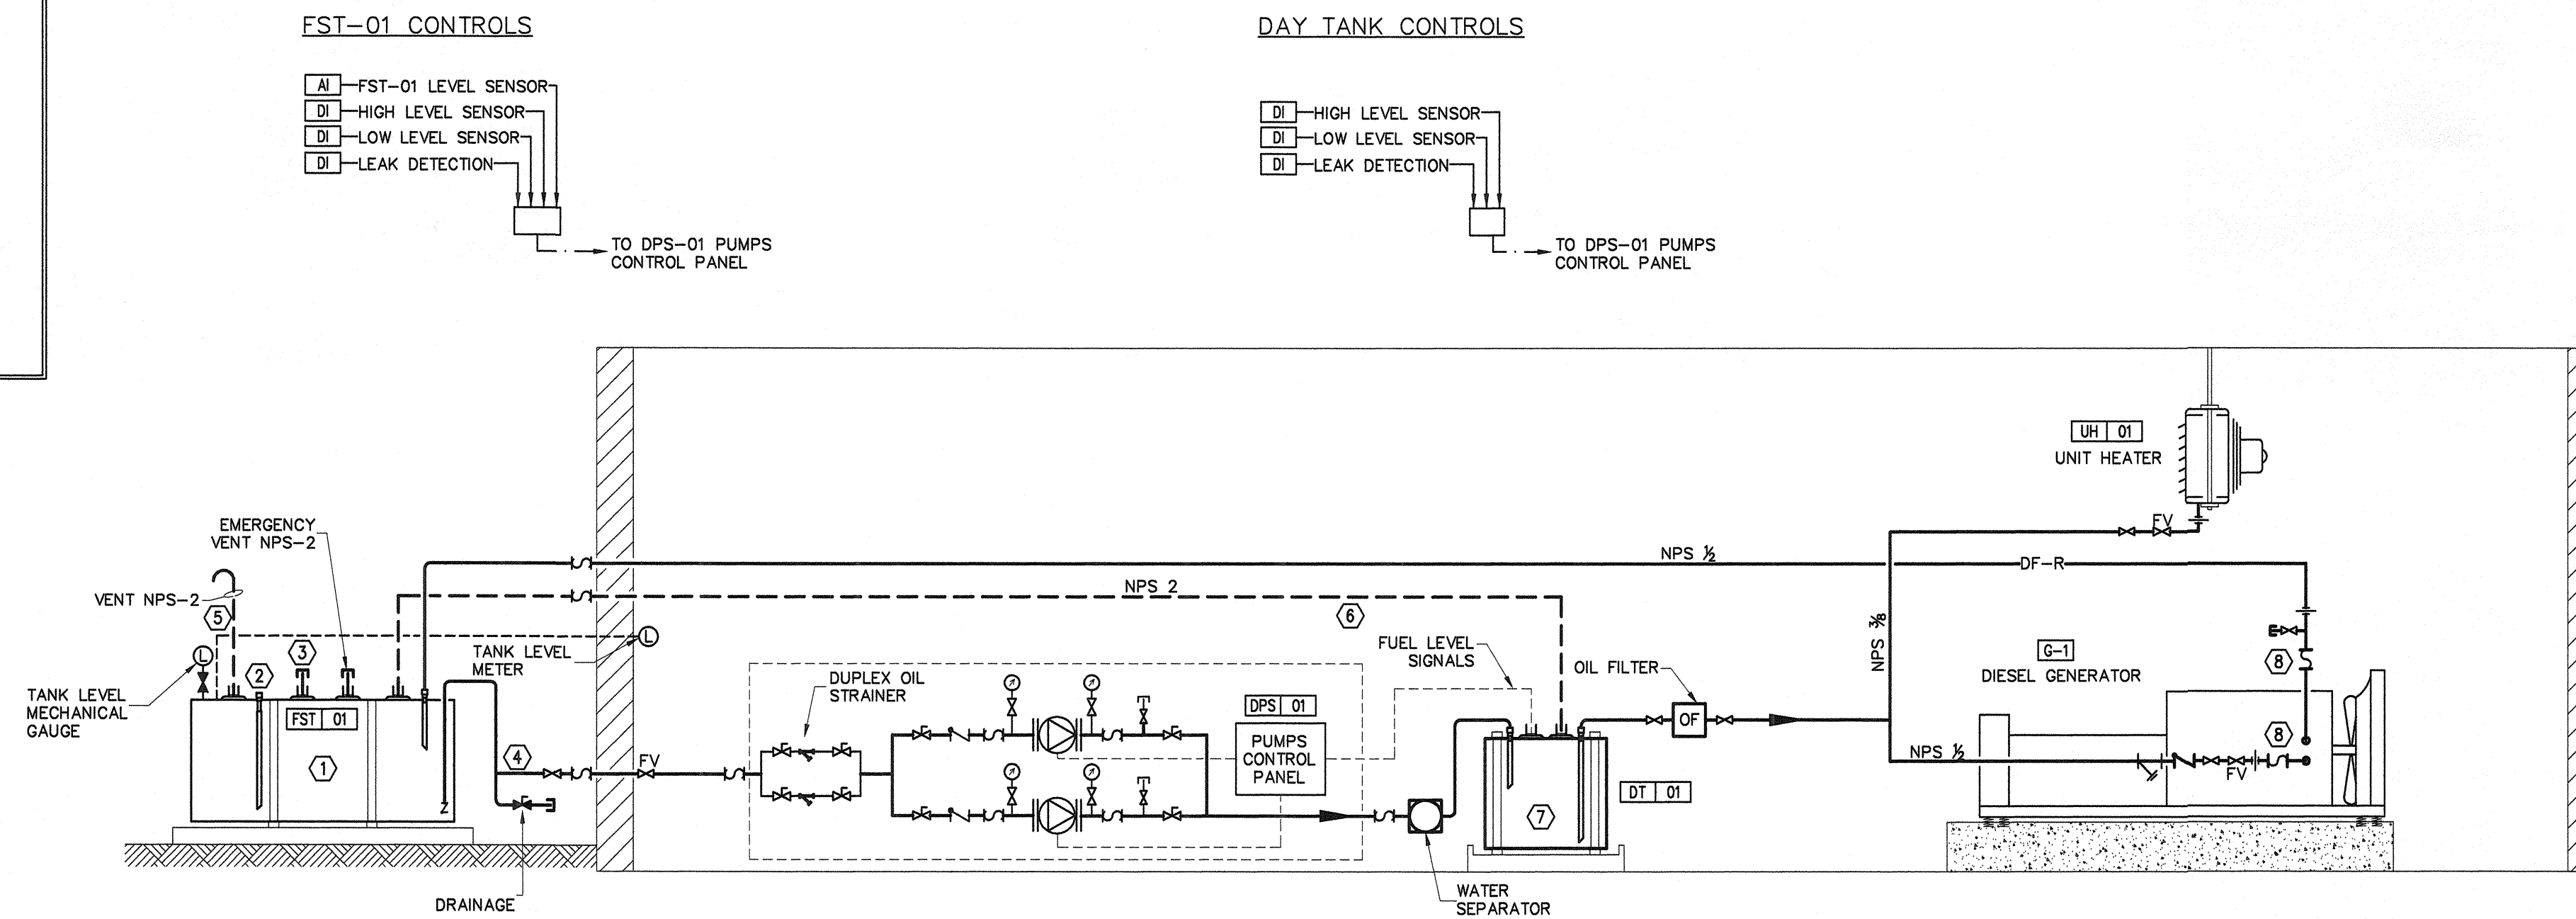 FST-01 CONTROLS
AI FST-01 LEVEL SENSOR
DI HIGH LEVEL SENSOR
DI LOW LEVEL SENSOR
DI LEAK DETECTION
TO DPS-01 PUMPS
CONTROL PANEL
DAY TANK CONTROLS
DI HIGH LEVEL SENSOR
DI LOW LEVEL SENSOR
DI LEAK DETECTION
TO DPS-01 PUMPS
CONTROL PANEL
UH 01
UNIT HEATER
FV
EMERGENCY
VENT NPS-2
NPS ½
DF-R
NPS 2
VENT NPS-2
5
6
L
TANK LEVEL
METER
L
3
2
TANK LEVEL
MECHANICAL
GAUGE
FST 01
1
4
FV
DRAINAGE
DUPLEX OIL
STRAINER
DPS 01
PUMPS
CONTROL
PANEL
FUEL LEVEL
SIGNALS
OIL FILTER
OF
NPS ⅜
G-1
DIESEL GENERATOR
8
8
NPS ½
FV
DT 01
7
WATER
SEPARATOR
Z